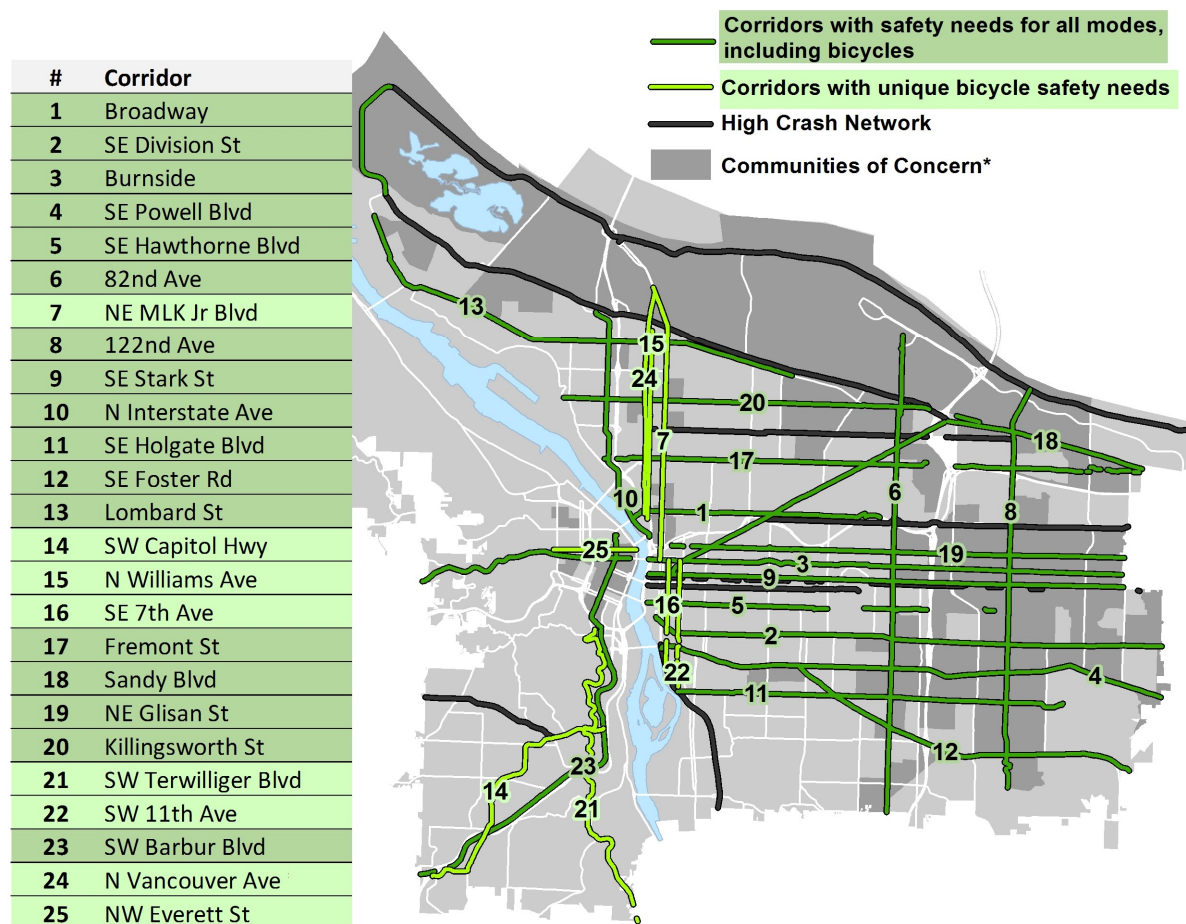 Corridors with safety needs for all modes,
including bicycles
Corridors with unique bicycle safety needs
High Crash Network
Communities of Concern*
# Corridor
1 Broadway
2 SE Division St
3 Burnside
4 SE Powell Blvd
5 SE Hawthorne Blvd
6 82nd Ave
7 NE MLK Jr Blvd
8 122nd Ave
9 SE Stark St
10 N Interstate Ave
11 SE Holgate Blvd
12 SE Foster Rd
13 Lombard St
14 SW Capitol Hwy
15 N Williams Ave
16 SE 7th Ave
17 Fremont St
18 Sandy Blvd
19 NE Glisan St
20 Killingsworth St
21 SW Terwilliger Blvd
22 SW 11th Ave
23 SW Barbur Blvd
24 N Vancouver Ave
25 NW Everett St
13
15
24
20
7
18
17
6
10
1
8
25
19
3
9
16
5
2
22
4
11
12
23
14
21